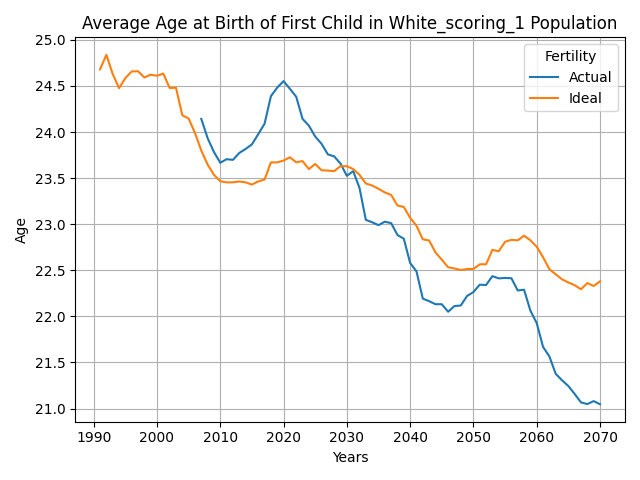 Average Age at Birth of First Child in White_scoring_1 Population
Fertility
Actual
Ideal
Age
25.0
24.5
24.0
23.5
23.0
22.5
22.0
21.5
21.0
1990 2000 2010 2020 2030 2040 2050 2060 2070
Years